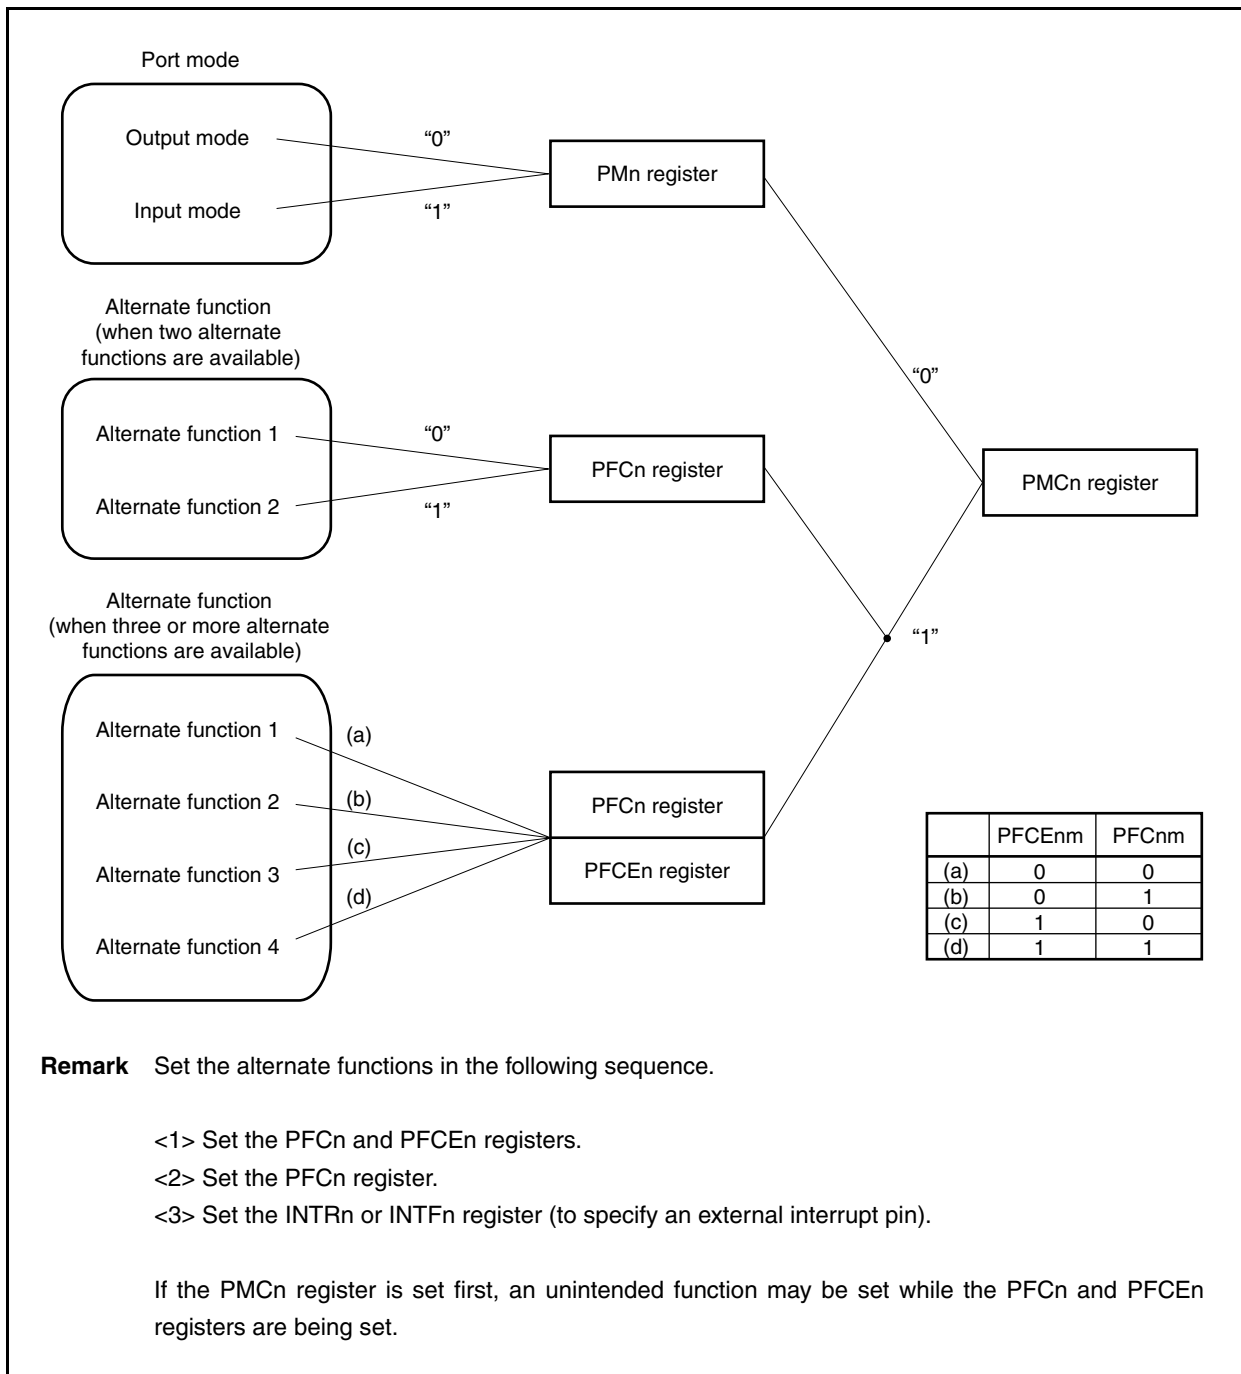 Port mode
Output mode
“0”
PMn register
Input mode
“1”
Alternate function
(when two alternate
functions are available)
“0”
Alternate function 1
“0”
PFCn register
PMCn register
Alternate function 2
“1”
Alternate function
(when three or more alternate
functions are available)
“1”
Alternate function 1
(a)
Alternate function 2
(b)
PFCn register
Alternate function 3
(c)
PFCEn register
(d)
Alternate function 4
PFCEnm PFCnm
(a) 0 0
(b) 0 1
(c) 1 0
(d) 1 1
Remark Set the alternate functions in the following sequence.
<1> Set the PFCn and PFCEn registers.
<2> Set the PFCn register.
<3> Set the INTRn or INTFn register (to specify an external interrupt pin).
If the PMCn register is set first, an unintended function may be set while the PFCn and PFCEn
registers are being set.